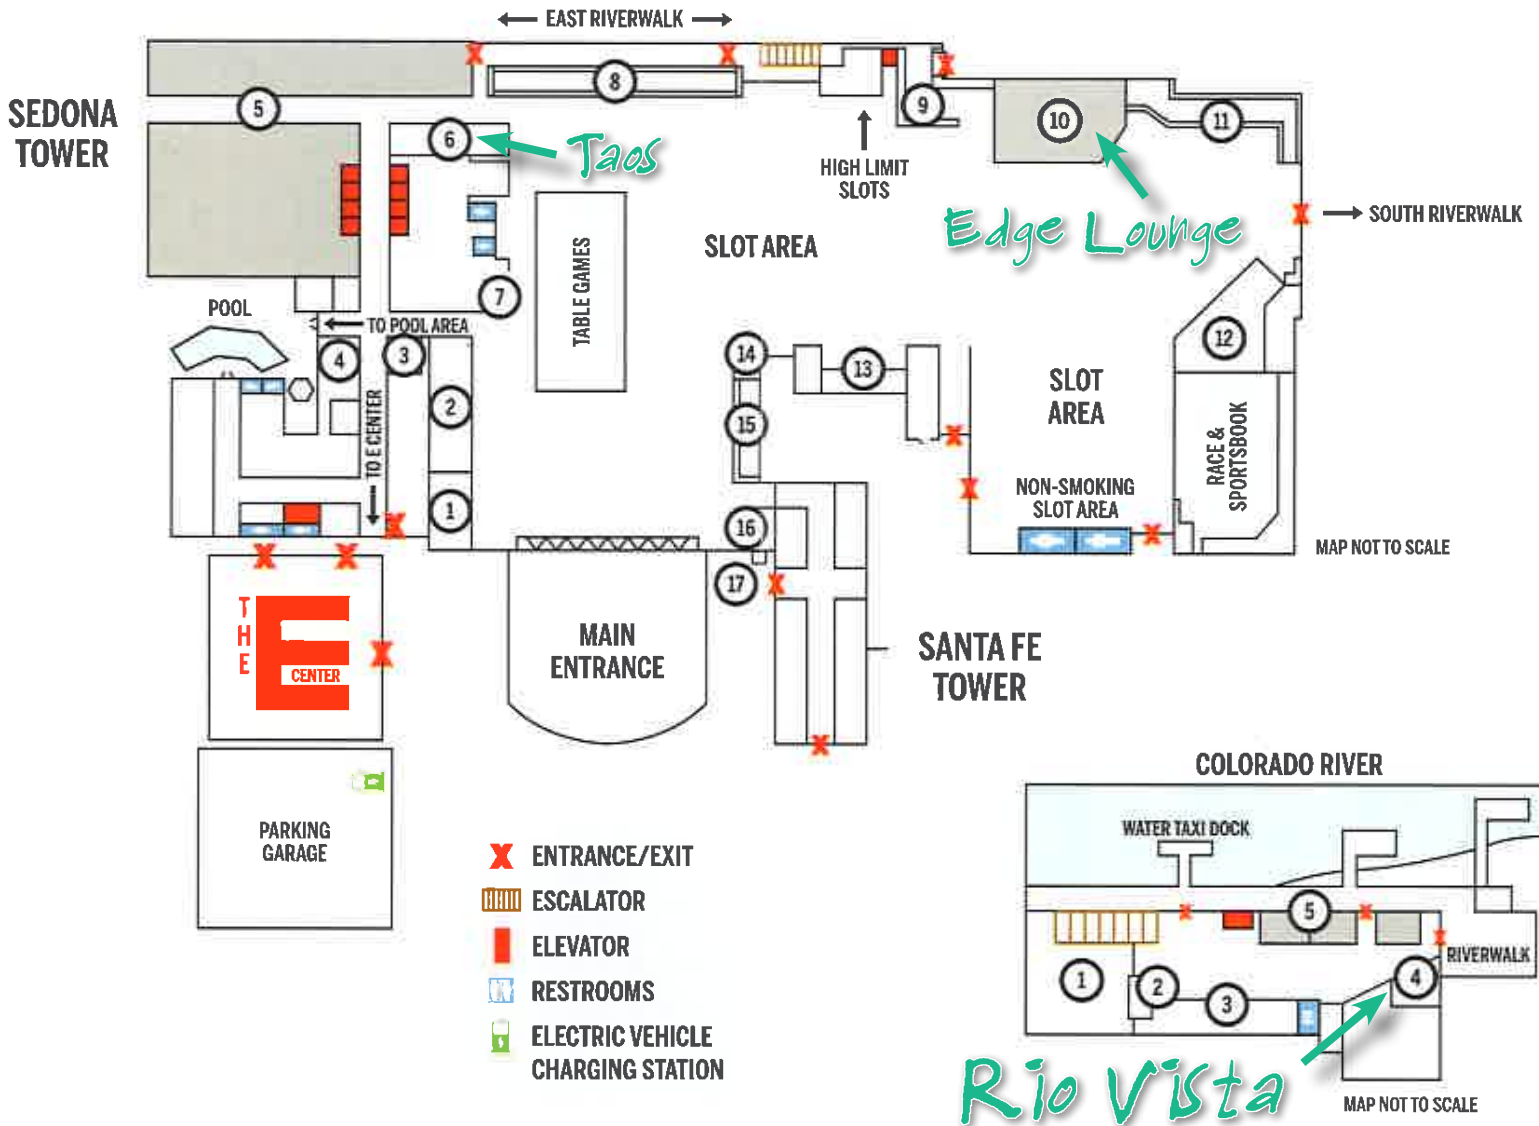 EAST RIVERWALK
SEDONA
TOWER
5
8
6
Taos
9
10
11
HIGH LIMIT
SLOTS
Edge Lounge
SOUTH RIVERWALK
SLOT AREA
TABLE GAMES
7
POOL
TO POOL AREA
4
3
2
1
TO E CENTER
14
13
15
12
SLOT
AREA
RACE &
SPORTSBOOK
NON-SMOKING
SLOT AREA
16
17
MAP NOT TO SCALE
THE
E
CENTER
MAIN
ENTRANCE
SANTA FE
TOWER
PARKING
GARAGE
ENTRANCE/EXIT
ESCALATOR
ELEVATOR
RESTROOMS
ELECTRIC VEHICLE
CHARGING STATION
COLORADO RIVER
WATER TAXI DOCK
5
RIVERWALK
1
2
3
4
Rio Vista
MAP NOT TO SCALE